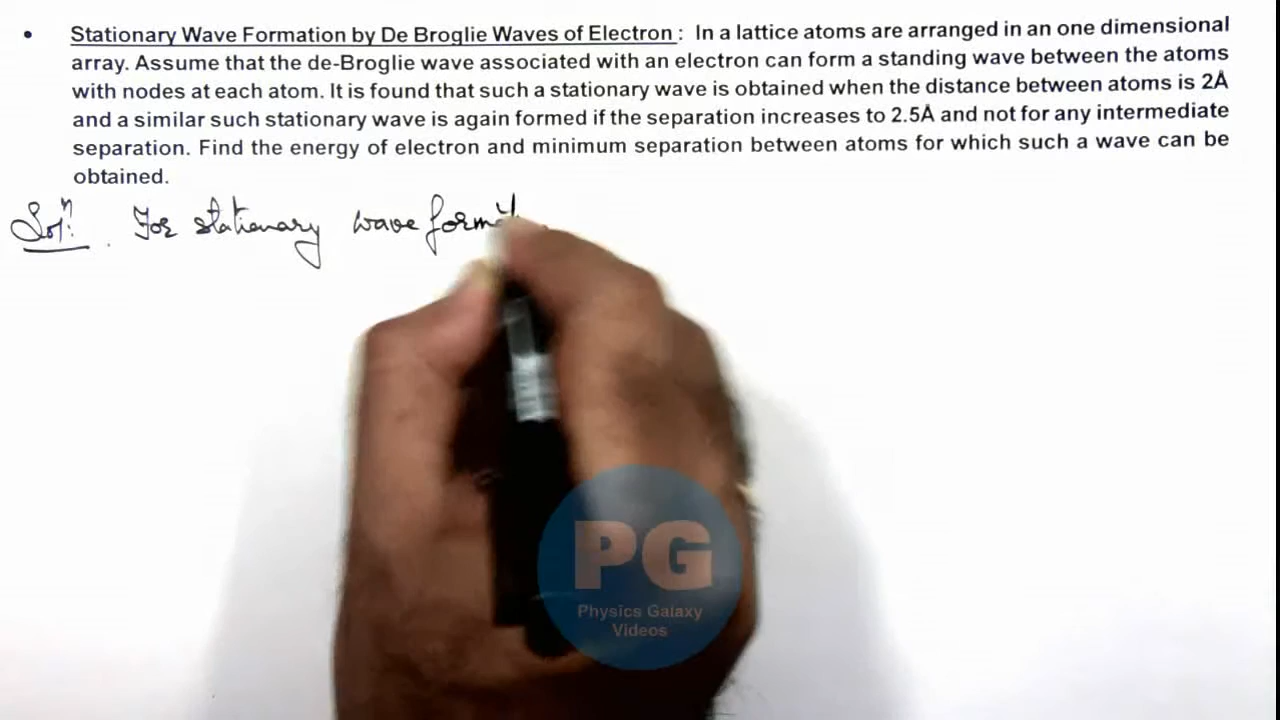 • Stationary Wave Formation by De Broglie Waves of Electron : In a lattice atoms are arranged in an one dimensional
array. Assume that the de-Broglie wave associated with an electron can form a standing wave between the atoms
with nodes at each atom. It is found that such a stationary wave is obtained when the distance between atoms is 2Å
and a similar such stationary wave is again formed if the separation increases to 2.5Å and not for any intermediate
separation. Find the energy of electron and minimum separation between atoms for which such a wave can be
obtained.
Solⁿ: For stationary wave
PG
Physics Galaxy
Videos